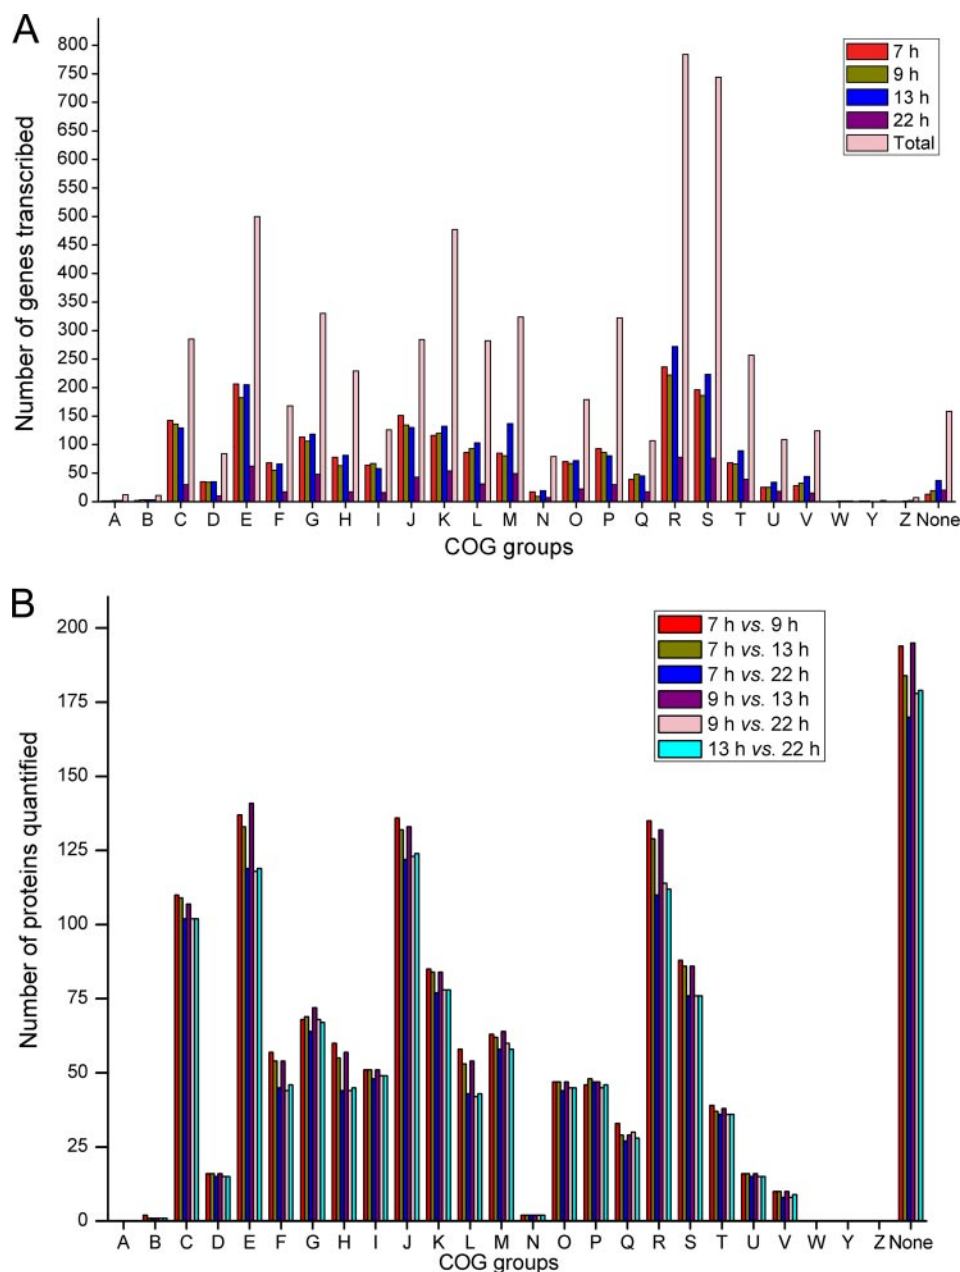 A
Number of genes transcribed
800
750
700
650
600
550
500
450
400
350
300
250
200
150
100
50
0
7 h
9 h
13 h
22 h
Total
A B C D E F G H I J K L M N O P Q R S T U V W Y Z None
COG groups
B
Number of proteins quantified
200
175
150
125
100
75
50
25
0
7 h vs. 9 h
7 h vs. 13 h
7 h vs. 22 h
9 h vs. 13 h
9 h vs. 22 h
13 h vs. 22 h
A B C D E F G H I J K L M N O P Q R S T U V W Y Z None
COG groups